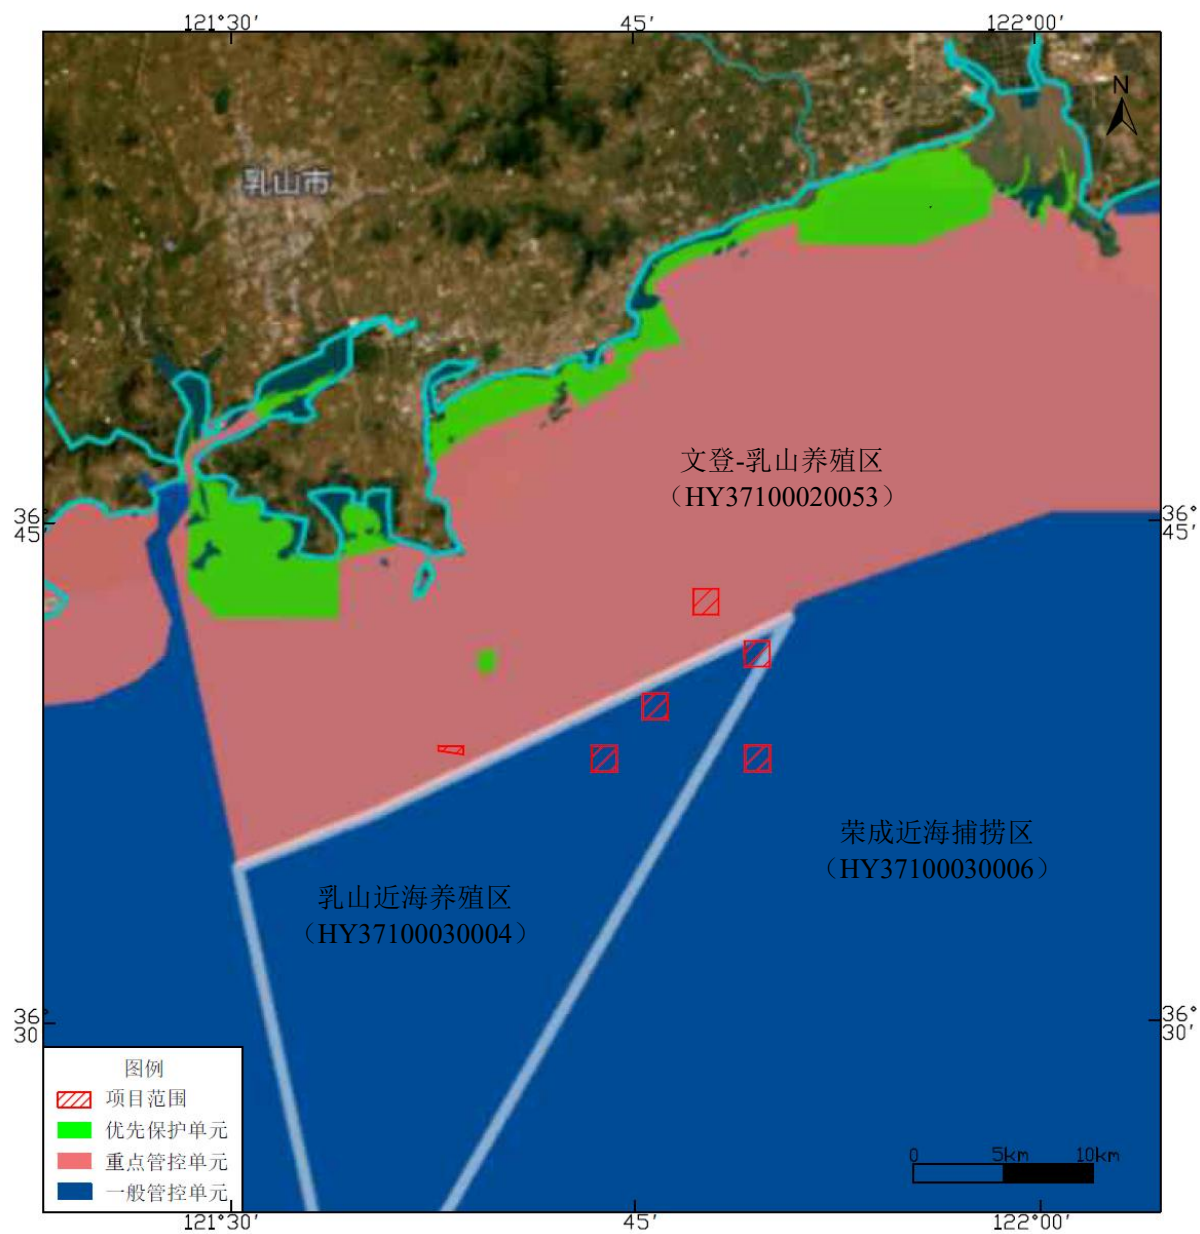 121°30′ 45′ 122°00′
N
乳山市
文登-乳山养殖区
（HY37100020053）
36°
45′
36°
45′
荣成近海捕捞区
（HY37100030006）
乳山近海养殖区
（HY37100030004）
36°
30′
36°
30′
图例
项目范围
优先保护单元
重点管控单元
一般管控单元
0 5km 10km
121°30′ 45′ 122°00′